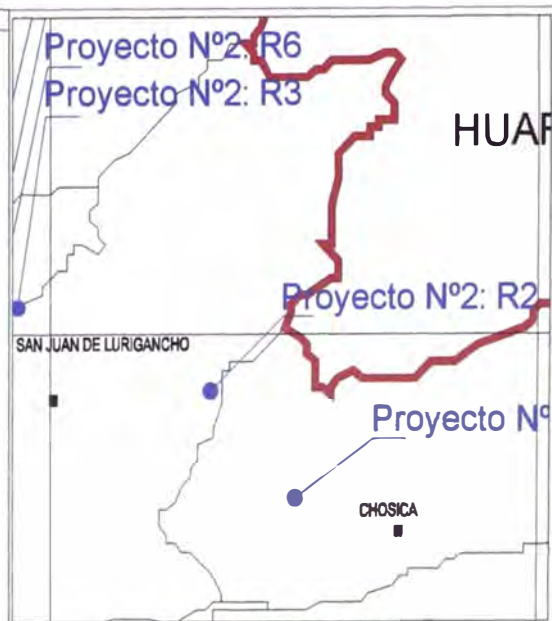 Proyecto Nº2: R6
Proyecto Nº2: R3
HUAR
Proyecto Nº2: R2
SAN JUAN DE LURIGANCHO
Proyecto Nº
CHOSICA